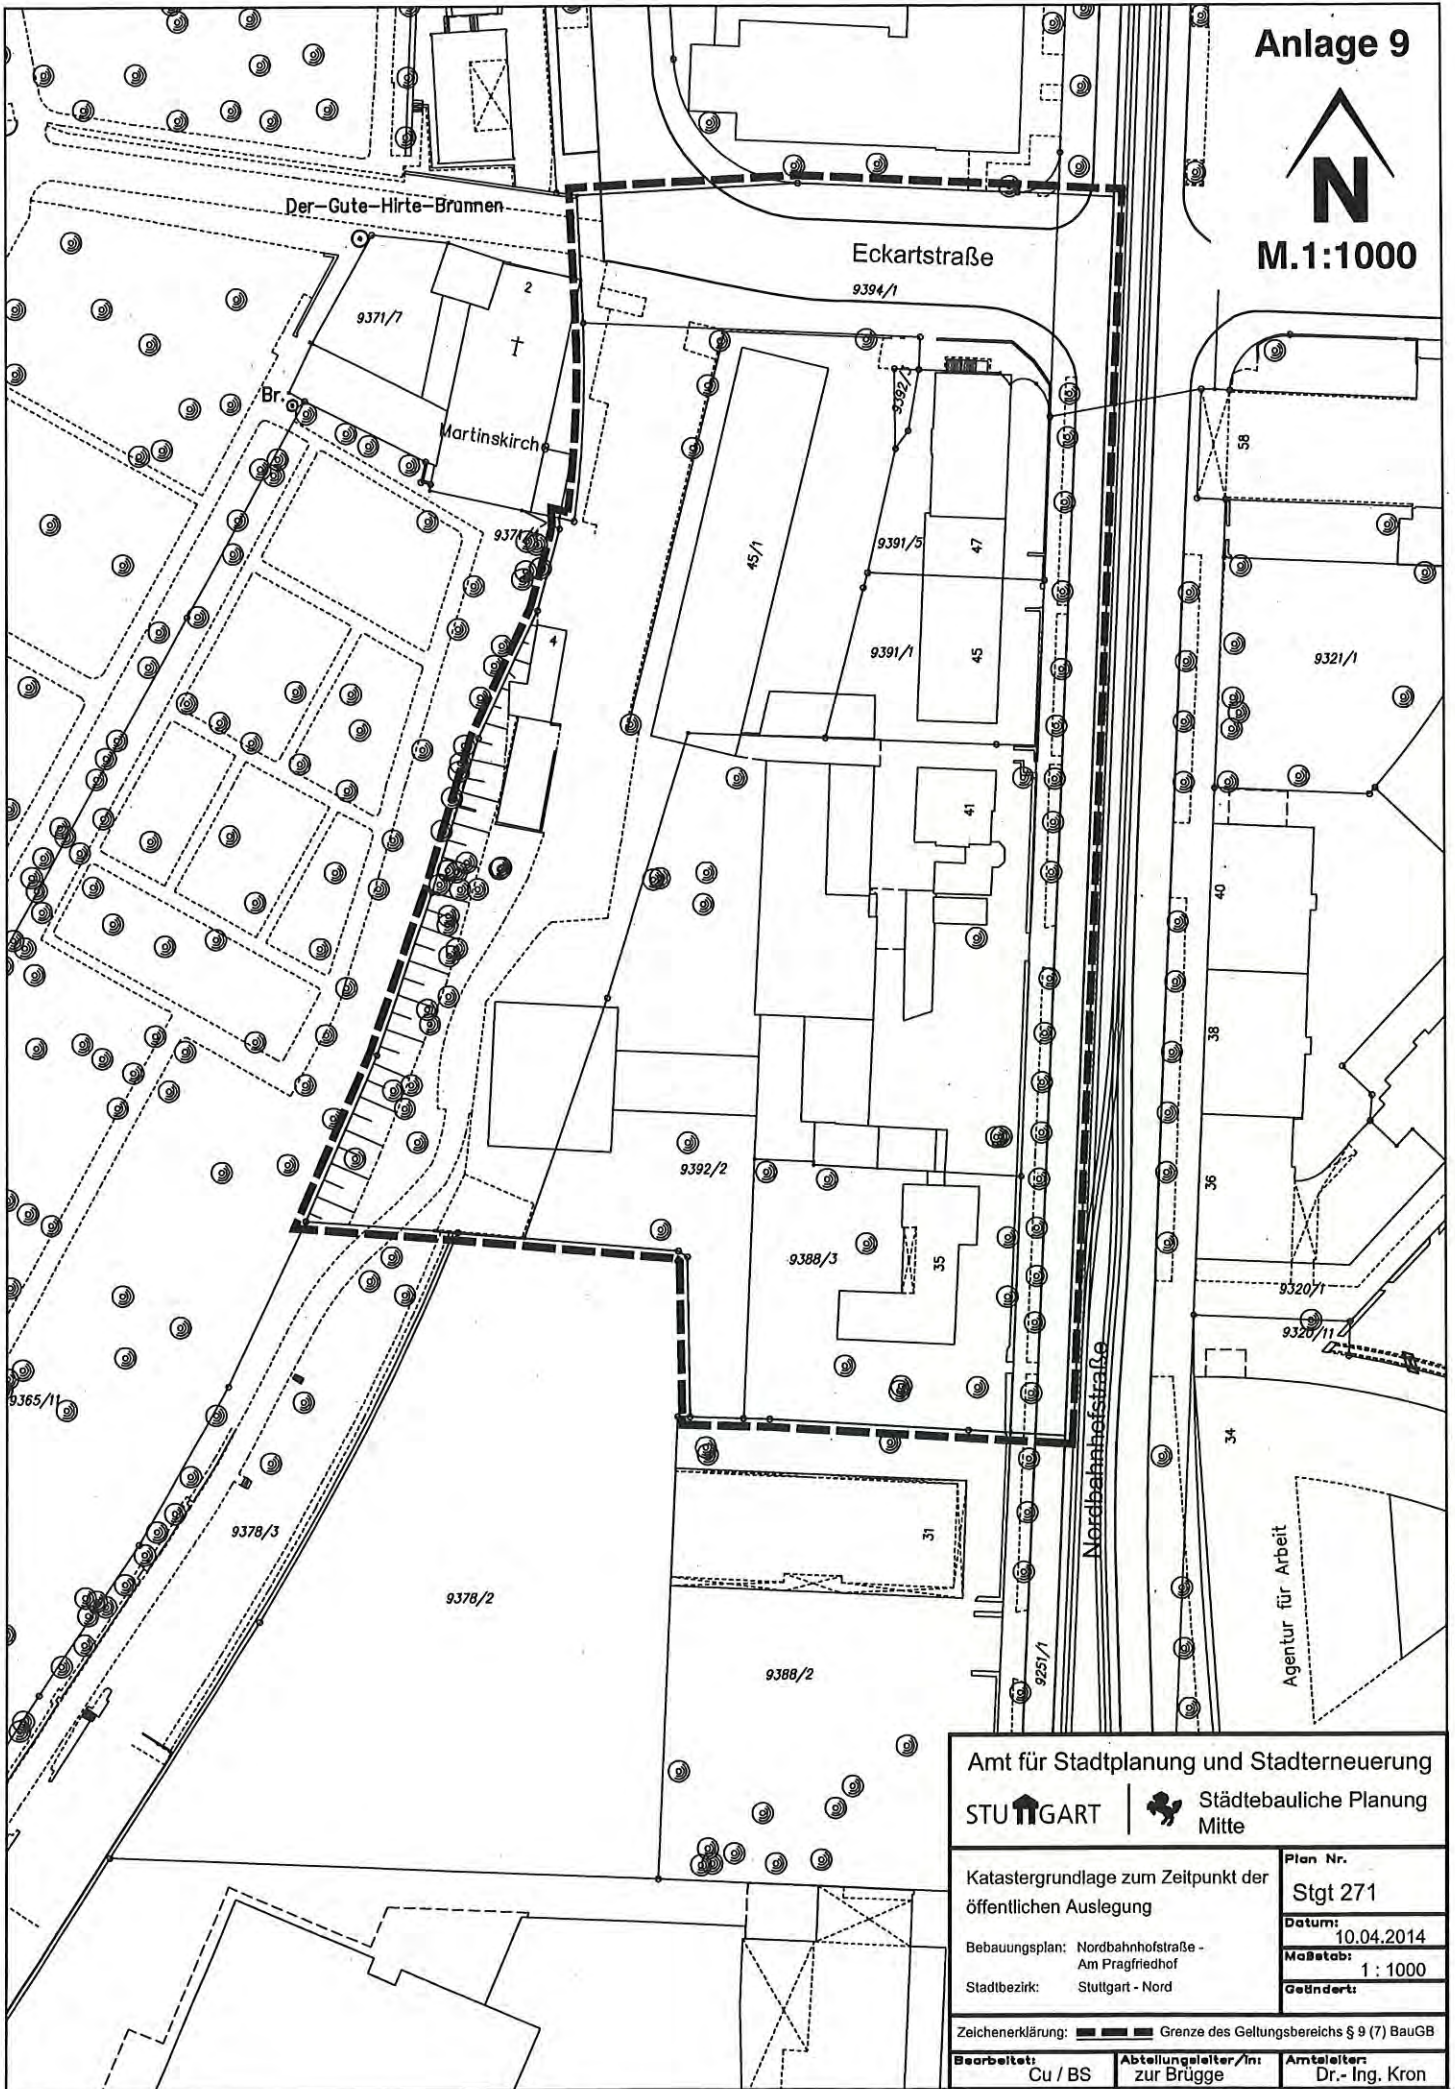 Anlage 9
N
M.1:1000
Der-Gute-Hirte-Brunnen
Eckartstraße
9394/1
2
9371/7
Br.
9392/
Martinskirch
58
9391/5
47
45/1
4
9391/1
45
9321/1
41
40
38
9392/2
36
9388/3
35
9320/1
9320/11
Nordbahnhofstraße
9365/11
34
9378/3
31
9378/2
Agentur für Arbeit
9388/2
9251/1
Amt für Stadtplanung und Stadterneuerung
STUTTGART
Städtebauliche Planung
Mitte
Katastergrundlage zum Zeitpunkt der
öffentlichen Auslegung
Bebauungsplan: Nordbahnhofstraße -
Am Pragfriedhof
Stadtbezirk: Stuttgart - Nord
Plan Nr.
Stgt 271
Datum:
10.04.2014
Maßstab:
1 : 1000
Geändert:
Zeichenerklärung: Grenze des Geltungsbereichs § 9 (7) BauGB
Bearbeitet:
Cu / BS
Abteilungsleiter/in:
zur Brügge
Amtsleiter:
Dr.- Ing. Kron